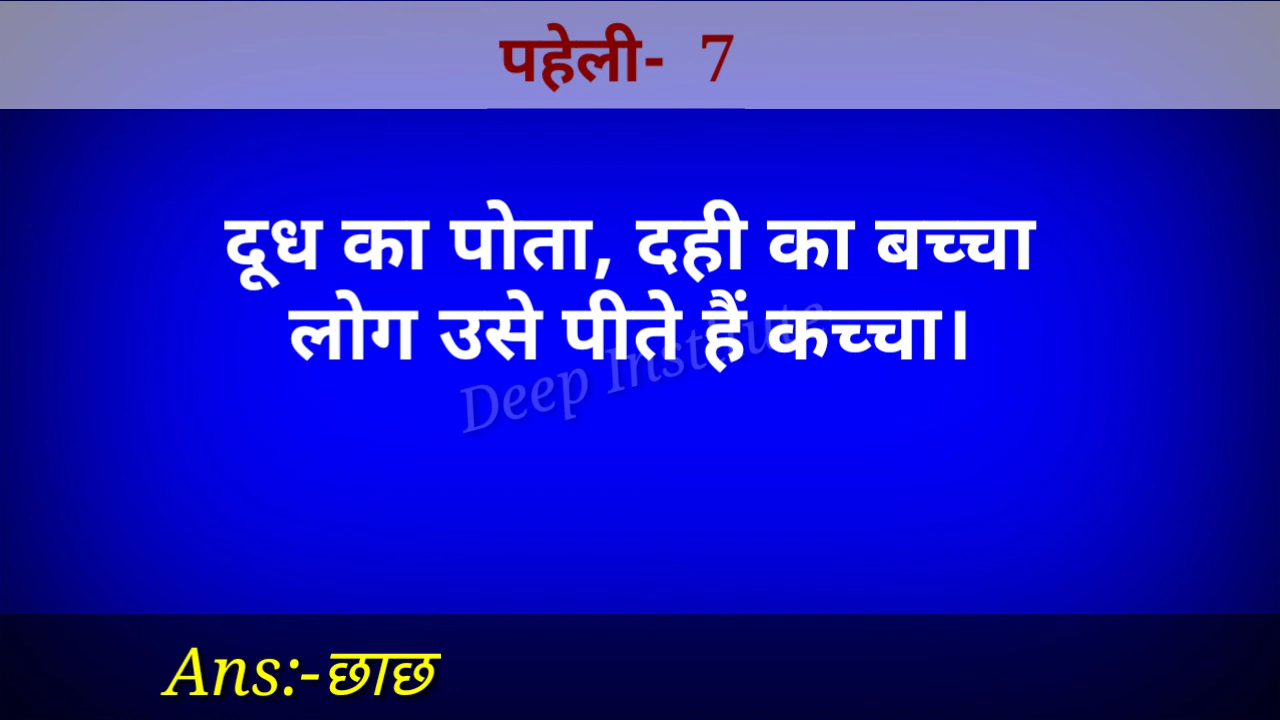 पहेली- 7
दूध का पोता, दही का बच्चा
लोग उसे पीते हैं कच्चा।
Deep Institute
Ans:-छाछ